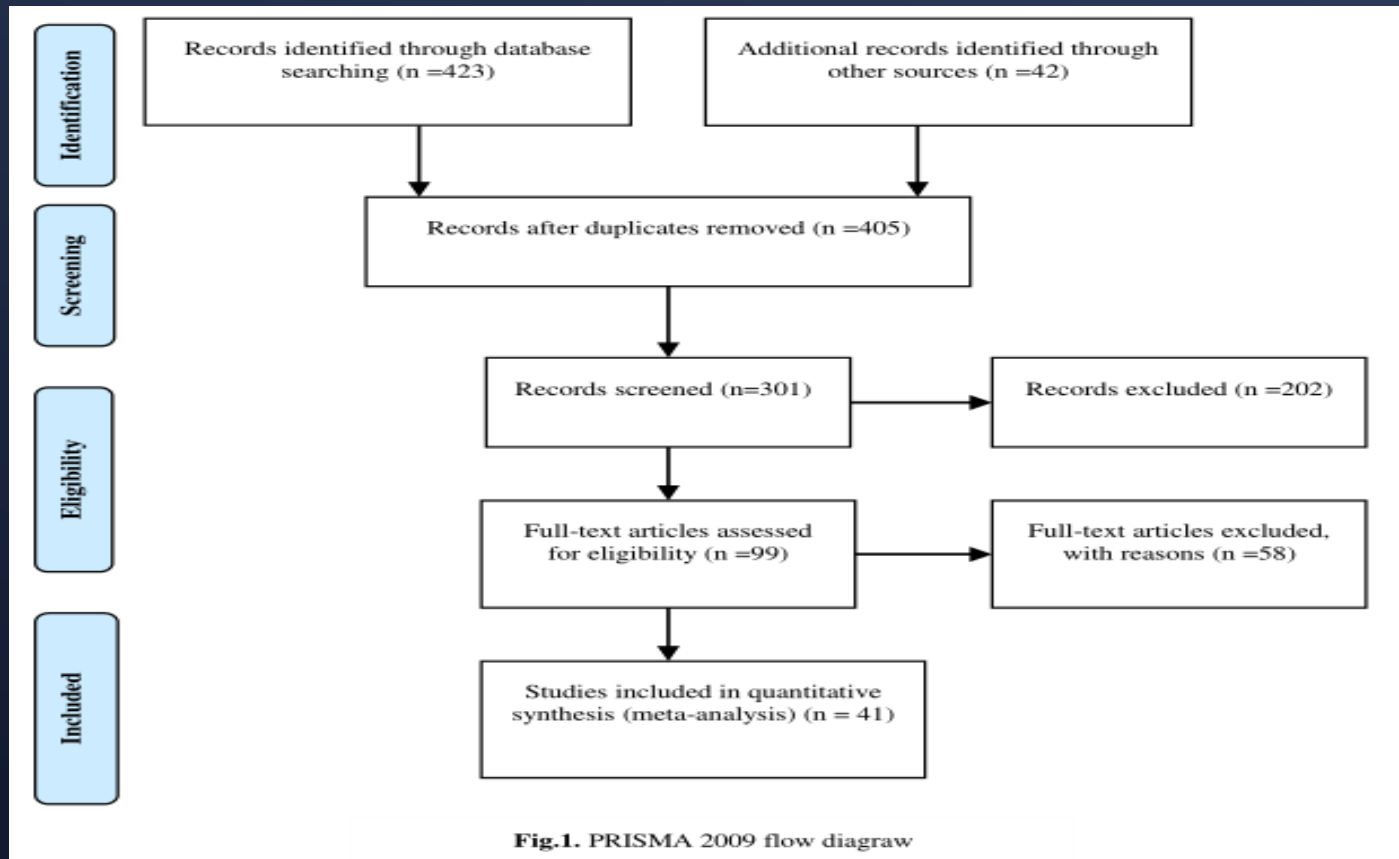 Identification
Records identified through database
searching (n =423)
Additional records identified through
other sources (n =42)
Screening
Records after duplicates removed (n =405)
Eligibility
Records screened (n=301)
Records excluded (n =202)
Full-text articles assessed
for eligibility (n =99)
Full-text articles excluded,
with reasons (n =58)
Included
Studies included in quantitative
synthesis (meta-analysis) (n = 41)
Fig.1. PRISMA 2009 flow diagraw